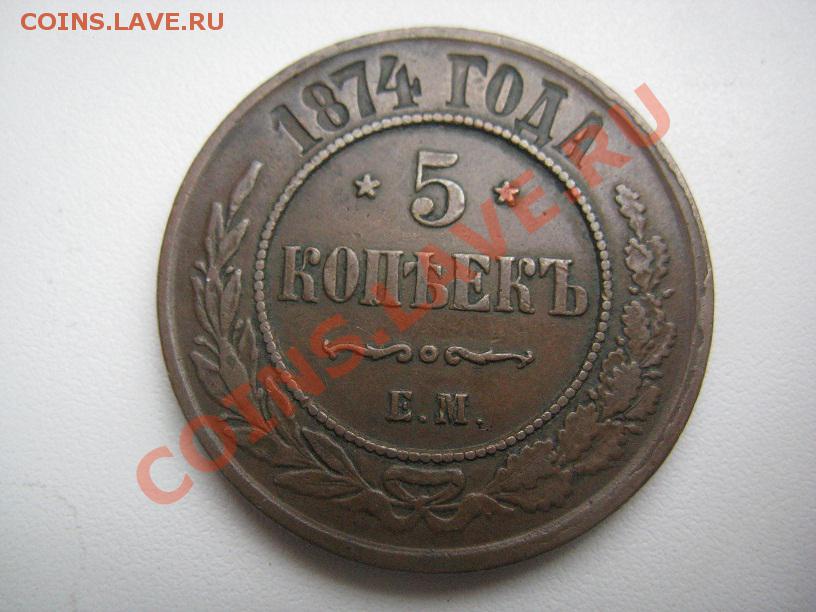 COINS.LAVE.RU
1874 ГОДА
5
КОПѢЕКЪ
Е.М.
COINS.LAVE.RU